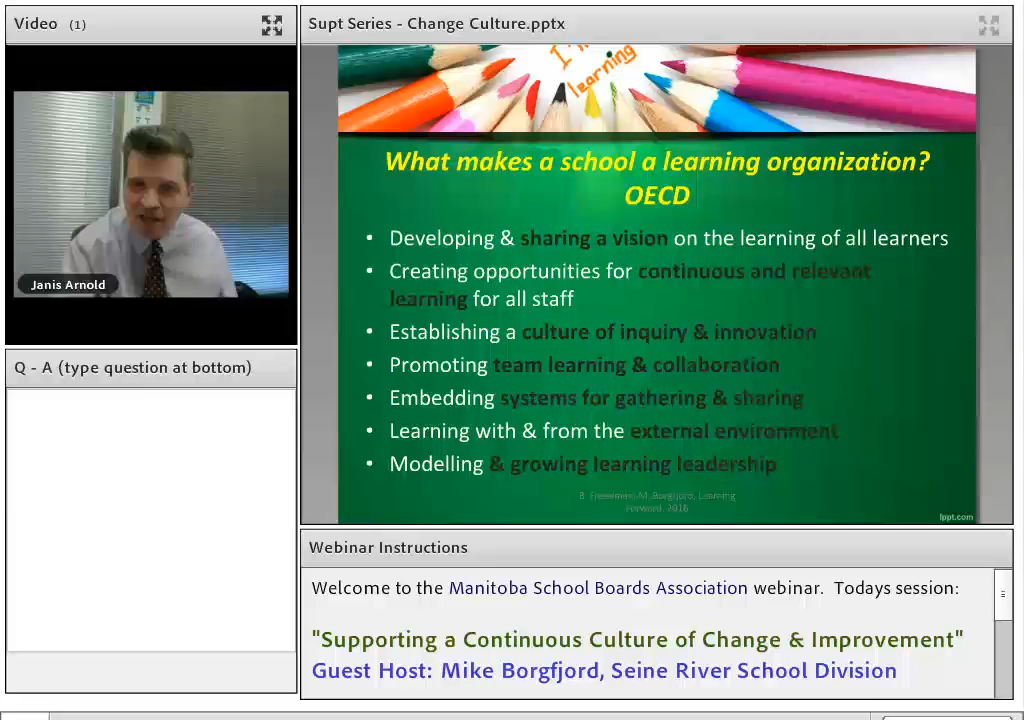 Video (1)
Janis Arnold
Q - A (type question at bottom)
Supt Series - Change Culture.pptx
learning
What makes a school a learning organization?
OECD
• Developing & sharing a vision on the learning of all learners
• Creating opportunities for continuous and relevant
learning for all staff
• Establishing a culture of inquiry & innovation
• Promoting team learning & collaboration
• Embedding systems for gathering & sharing
• Learning with & from the external environment
• Modelling & growing learning leadership
M. Borgfjord, Learning
Forward, 2016
lppt.com
Webinar Instructions
Welcome to the Manitoba School Boards Association webinar. Todays session:
"Supporting a Continuous Culture of Change & Improvement"
Guest Host: Mike Borgfjord, Seine River School Division